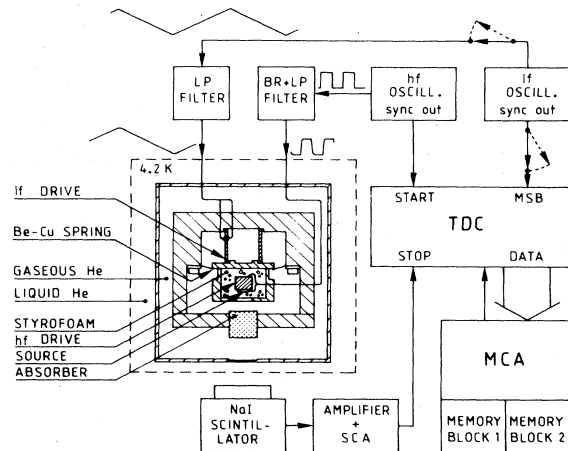 LP
FILTER
BR+LP
FILTER
hf
OSCILL.
sync out
lf
OSCILL.
sync out
4.2 K
lf DRIVE
Be-Cu SPRING
GASEOUS He
LIQUID He
STYROFOAM
hf DRIVE
SOURCE
ABSORBER
START
MSB
TDC
STOP
DATA
MCA
MEMORY
BLOCK 1
MEMORY
BLOCK 2
NaI
SCINTIL-
LATOR
AMPLIFIER
+
SCA